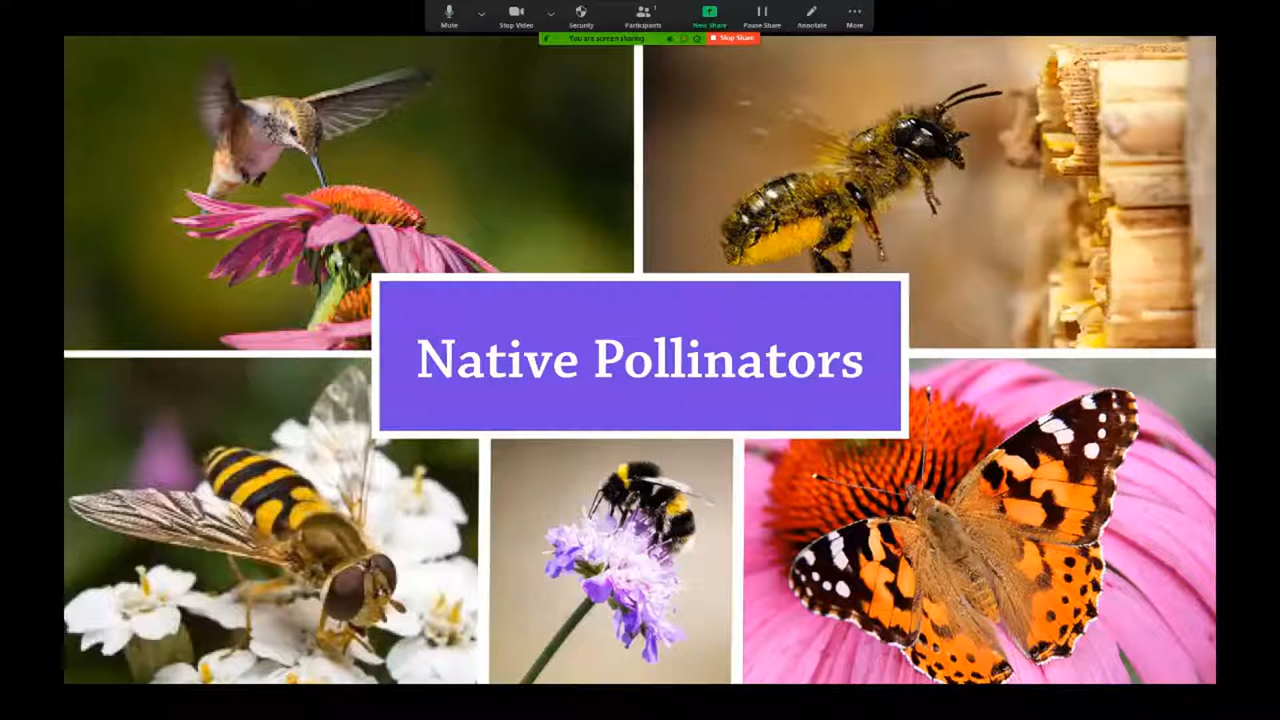 Mute
Stop Video
Security
Participants
1
New Share
Pause Share
Annotate
More
You are screen sharing
Stop Share
Native Pollinators